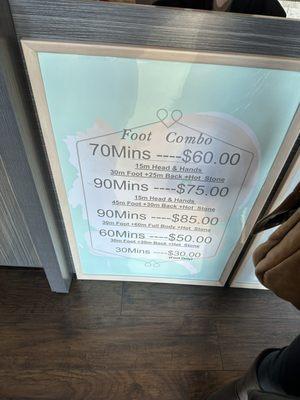 Foot Combo
70Mins ----$60.00
15m Head & Hands
30m Foot +25m Back +Hot Stone
90Mins ----$75.00
15m Head & Hands
45m Foot +30m Back +Hot Stone
90Mins ----$85.00
30m Foot +60m Full Body +Hot Stone
60Mins ----$50.00
30m Foot +30m Back +Hot Stone
30Mins ----$30.00
(Foot Only)